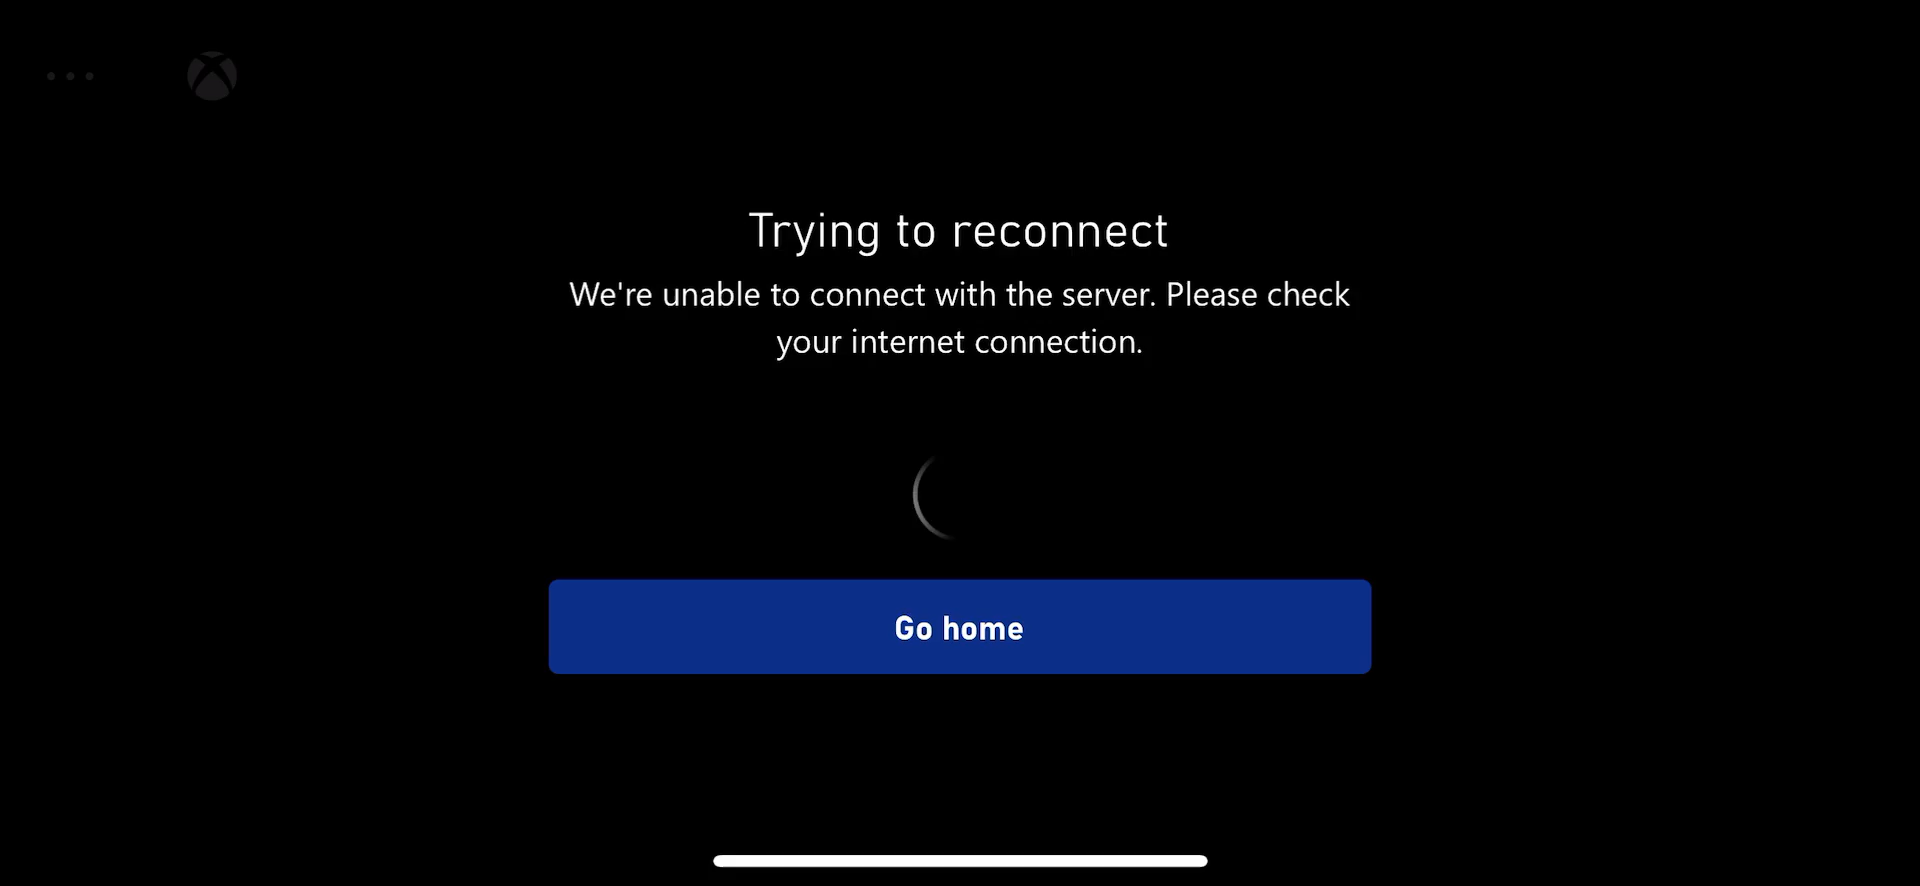 Trying to reconnect
We're unable to connect with the server. Please check
your internet connection.
Go home